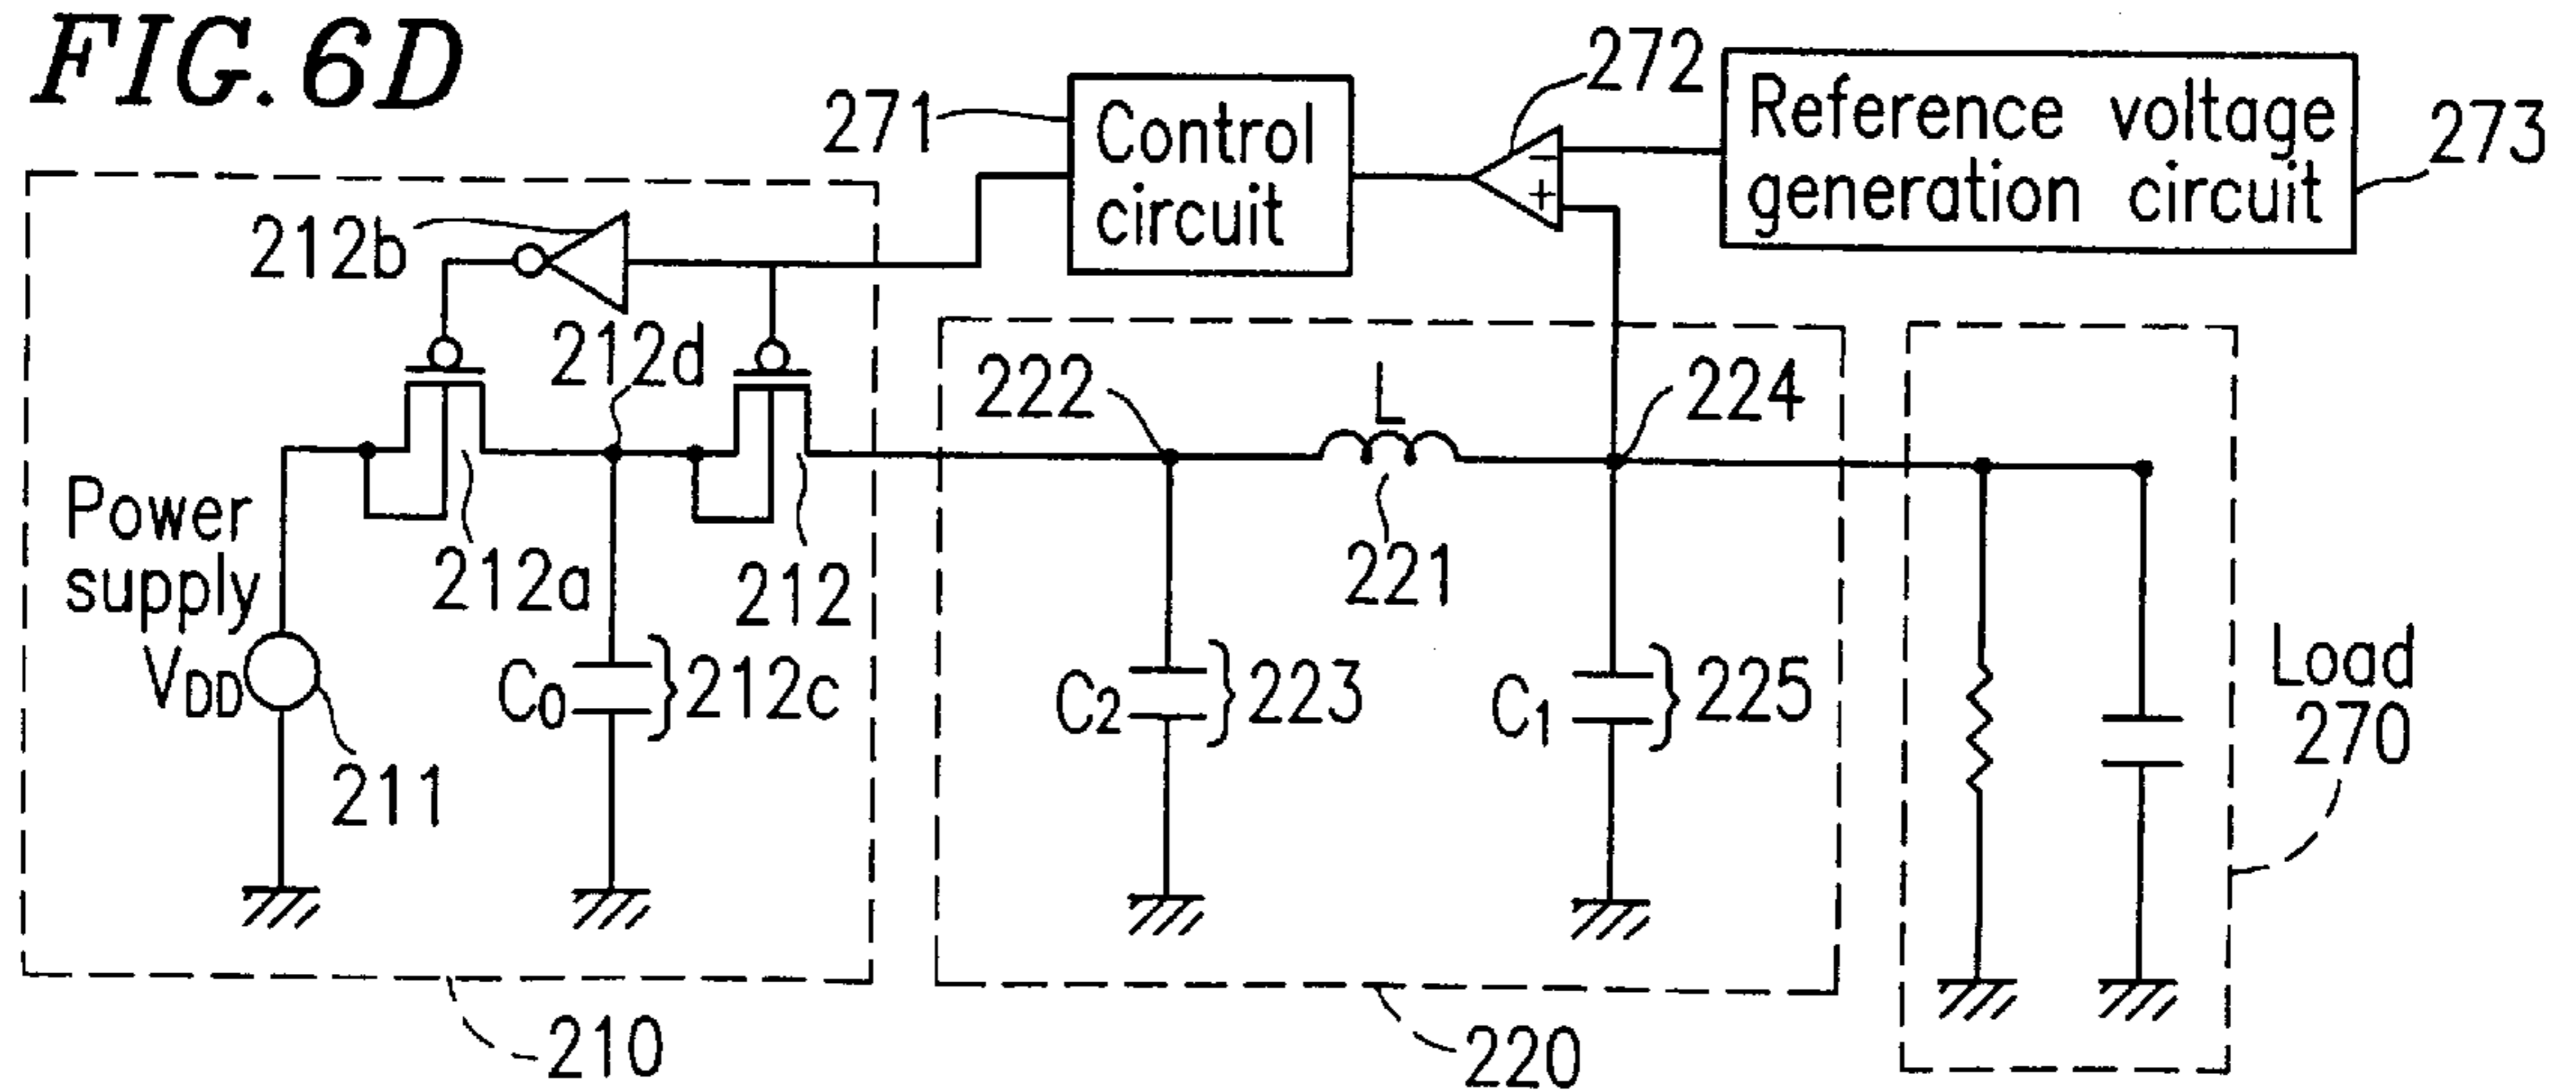 FIG. 6D
271
Control
circuit
272
Reference voltage
generation circuit
273
212b
212d
222
L
224
Power
supply
VDD
212a
212
221
211
C0
212c
C2
223
C1
225
Load
270
210
220
−
+